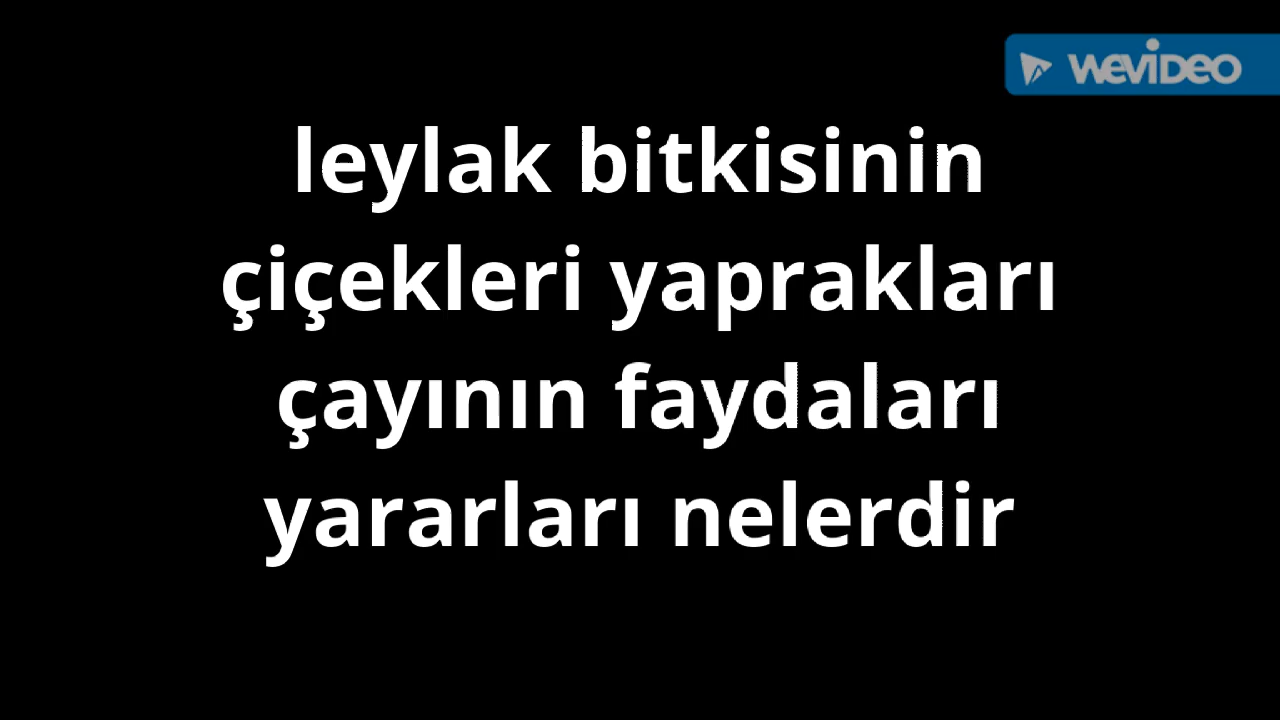 WEVIDEO
leylak bitkisinin
çiçekleri yaprakları
çayının faydaları
yararları nelerdir